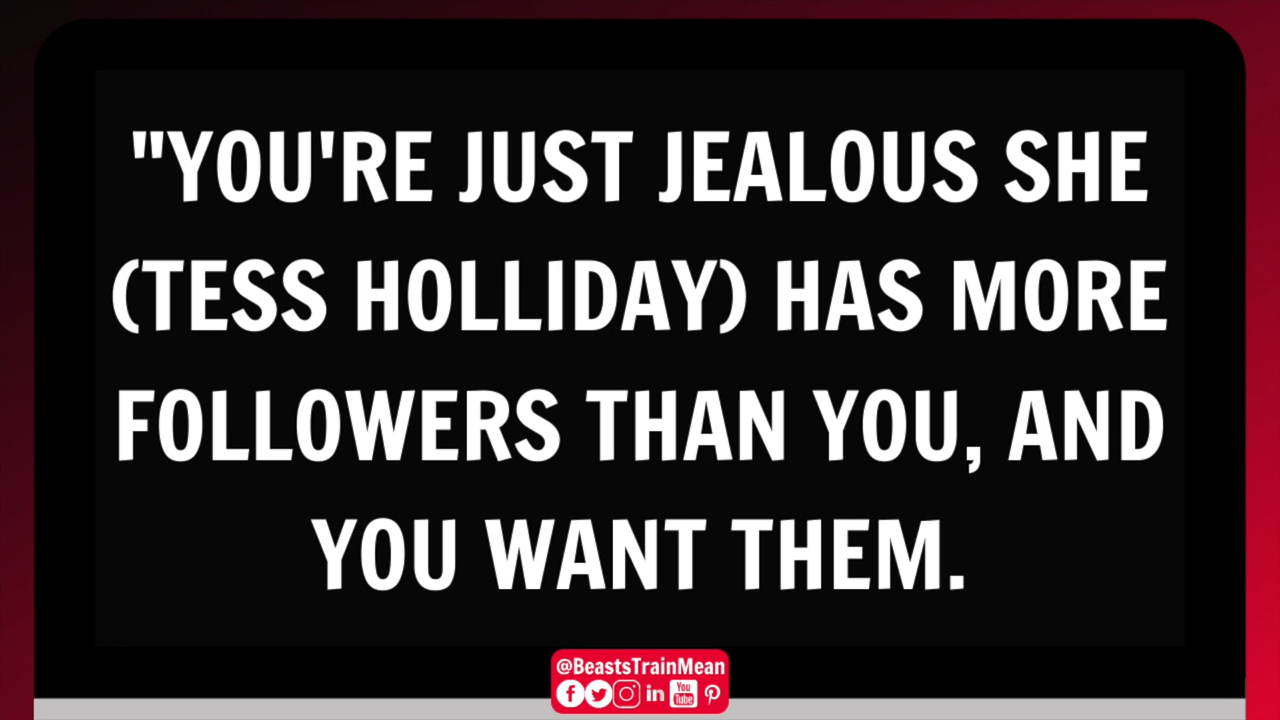 "YOU'RE JUST JEALOUS SHE
(TESS HOLLIDAY) HAS MORE
FOLLOWERS THAN YOU, AND
YOU WANT THEM.
@BeastsTrainMean
You Tube